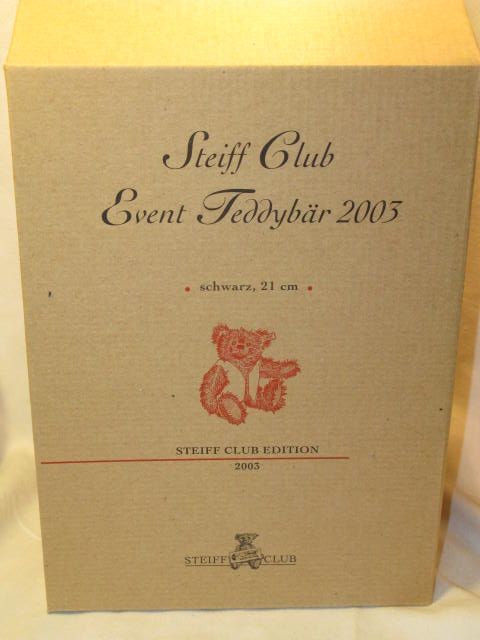 Steiff Club
Event Teddybär 2003
• schwarz, 21 cm •
STEIFF CLUB EDITION
2003
STEIFF CLUB